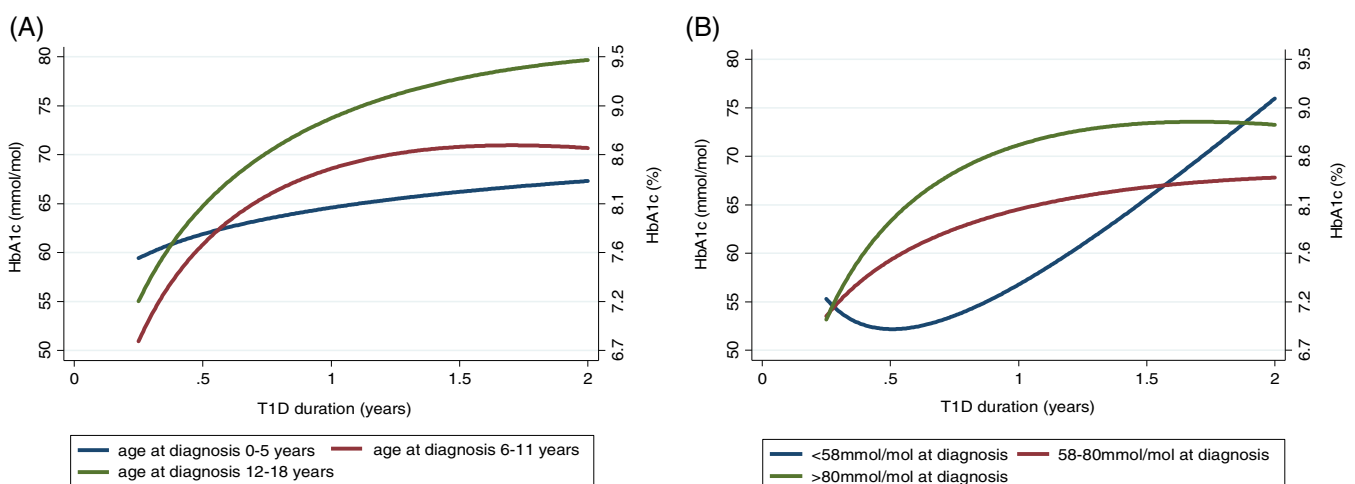 (A)
HbA1c (mmol/mol)
80
75
70
65
60
55
50
9.5
9.0
8.6
8.1
7.6
7.2
6.7
HbA1c (%)
0 .5 1 1.5 2
T1D duration (years)
age at diagnosis 0-5 years age at diagnosis 6-11 years
age at diagnosis 12-18 years
(B)
HbA1c (mmol/mol)
80
75
70
65
60
55
50
9.5
9.0
8.6
8.1
7.6
7.2
6.7
HbA1c (%)
0 .5 1 1.5 2
T1D duration (years)
<58mmol/mol at diagnosis 58-80mmol/mol at diagnosis
>80mmol/mol at diagnosis